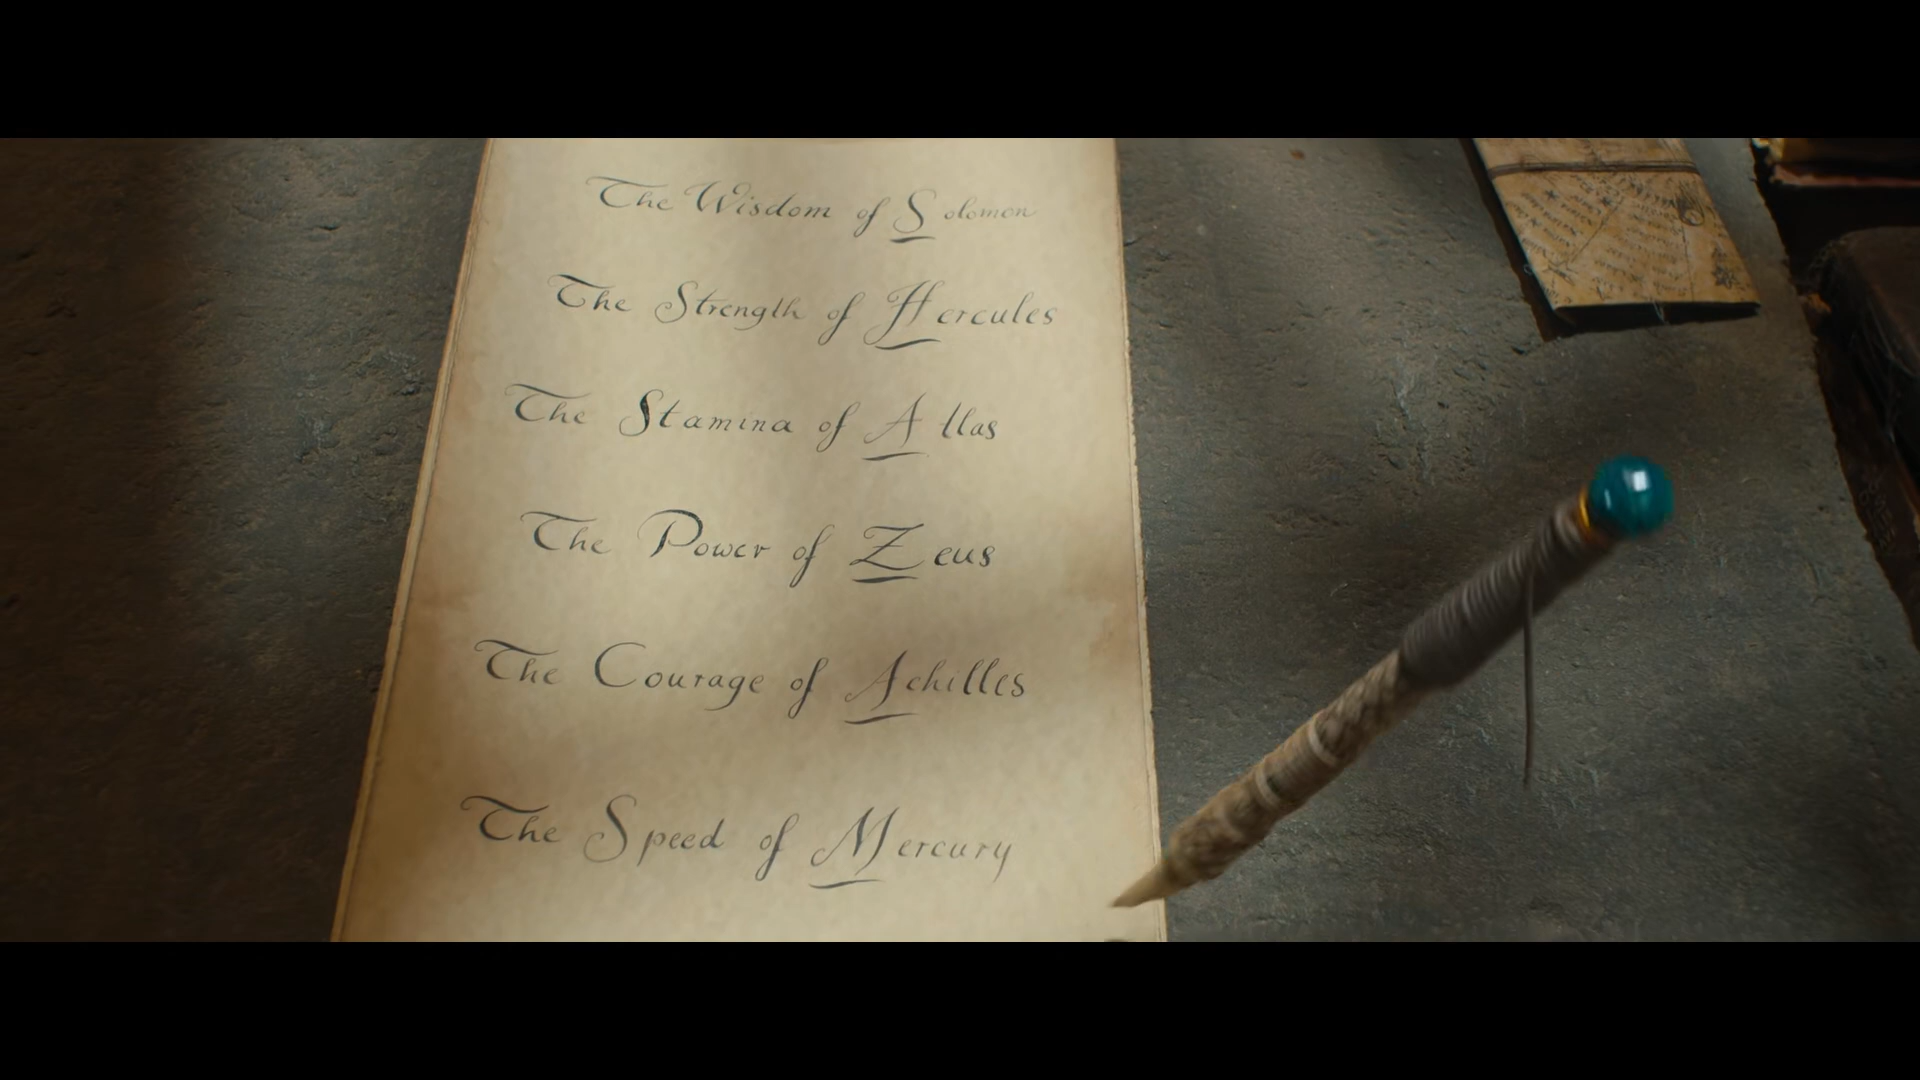 The Wisdom of Solomon
The Strength of Hercules
The Stamina of Atlas
The Power of Zeus
The Courage of Achilles
The Speed of Mercury